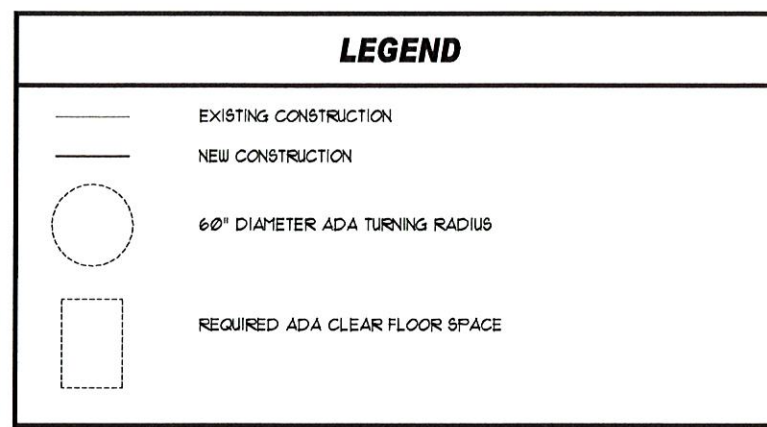 LEGEND
EXISTING CONSTRUCTION
NEW CONSTRUCTION
60" DIAMETER ADA TURNING RADIUS
REQUIRED ADA CLEAR FLOOR SPACE